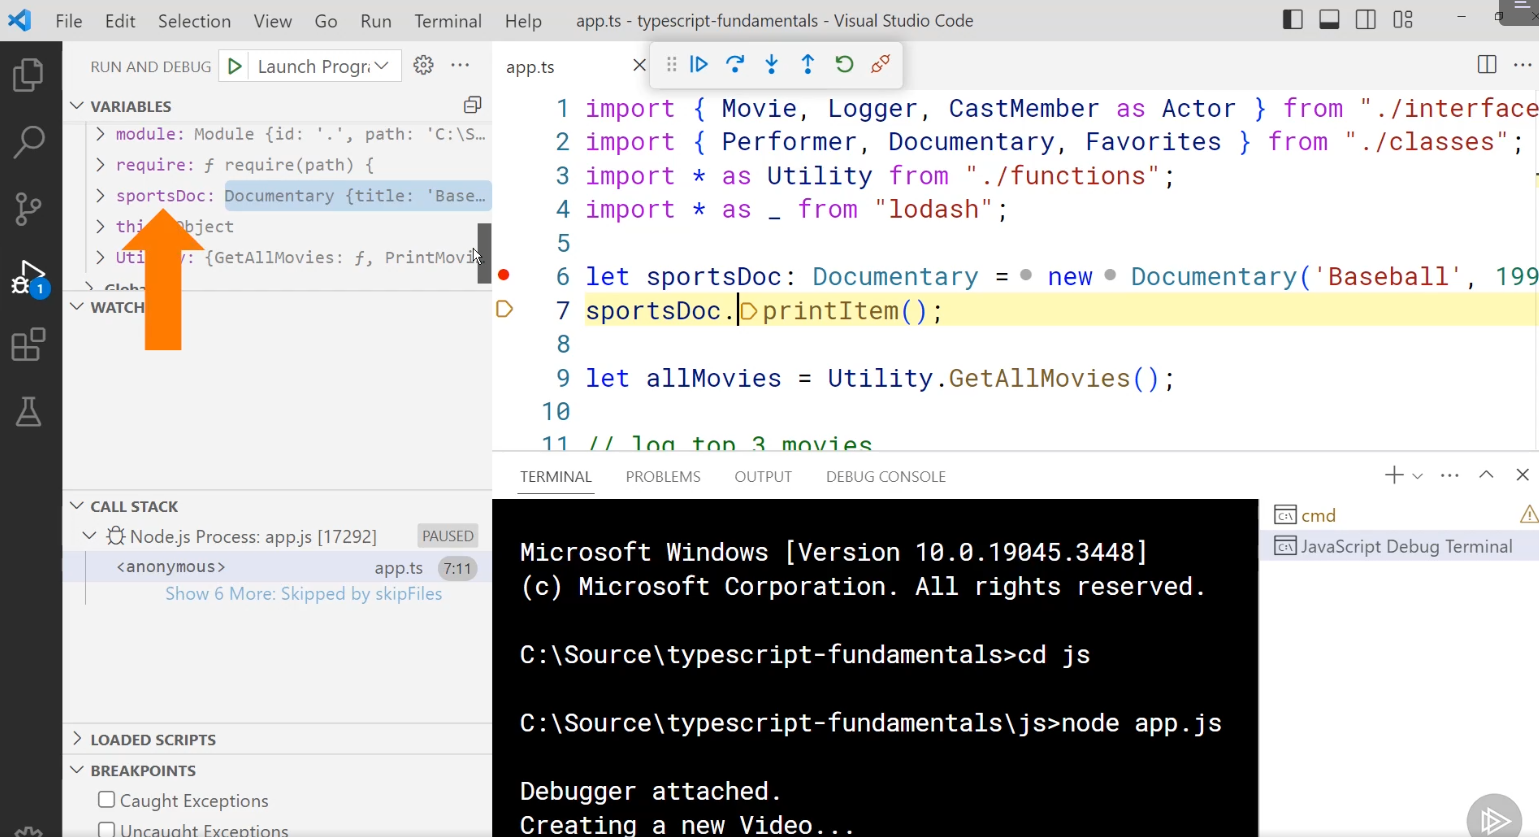 File Edit Selection View Go Run Terminal Help app.ts - typescript-fundamentals - Visual Studio Code
RUN AND DEBUG Launch Progr
VARIABLES
module: Module {id: '.', path: 'C:\S…
require: ƒ require(path) {
sportsDoc: Documentary {title: 'Base…
Object
{GetAllMovies: ƒ, PrintMovi
WATCH
CALL STACK
Node.js Process: app.js [17292] PAUSED
<anonymous> app.ts 7:11
Show 6 More: Skipped by skipFiles
LOADED SCRIPTS
BREAKPOINTS
Caught Exceptions
Uncaught Exceptions
1
app.ts
1 import { Movie, Logger, CastMember as Actor } from "./interface
2 import { Performer, Documentary, Favorites } from "./classes";
3 import * as Utility from "./functions";
4 import * as _ from "lodash";
5
6 let sportsDoc: Documentary = new Documentary('Baseball', 199
7 sportsDoc.printItem();
8
9 let allMovies = Utility.GetAllMovies();
10
11 // log top 3 movies
TERMINAL PROBLEMS OUTPUT DEBUG CONSOLE
Microsoft Windows [Version 10.0.19045.3448]
(c) Microsoft Corporation. All rights reserved.
C:\Source\typescript-fundamentals>cd js
C:\Source\typescript-fundamentals\js>node app.js
Debugger attached.
Creating a new Video...
cmd
JavaScript Debug Terminal